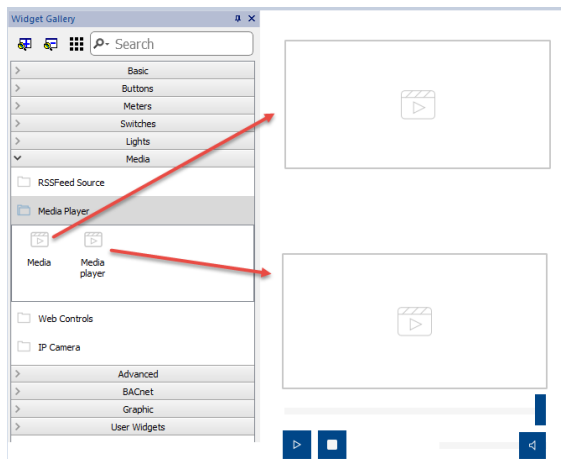 Widget Gallery
Search
Basic
Buttons
Meters
Switches
Lights
Media
RSSFeed Source
Media Player
Media
Media
player
Web Controls
IP Camera
Advanced
BACnet
Graphic
User Widgets